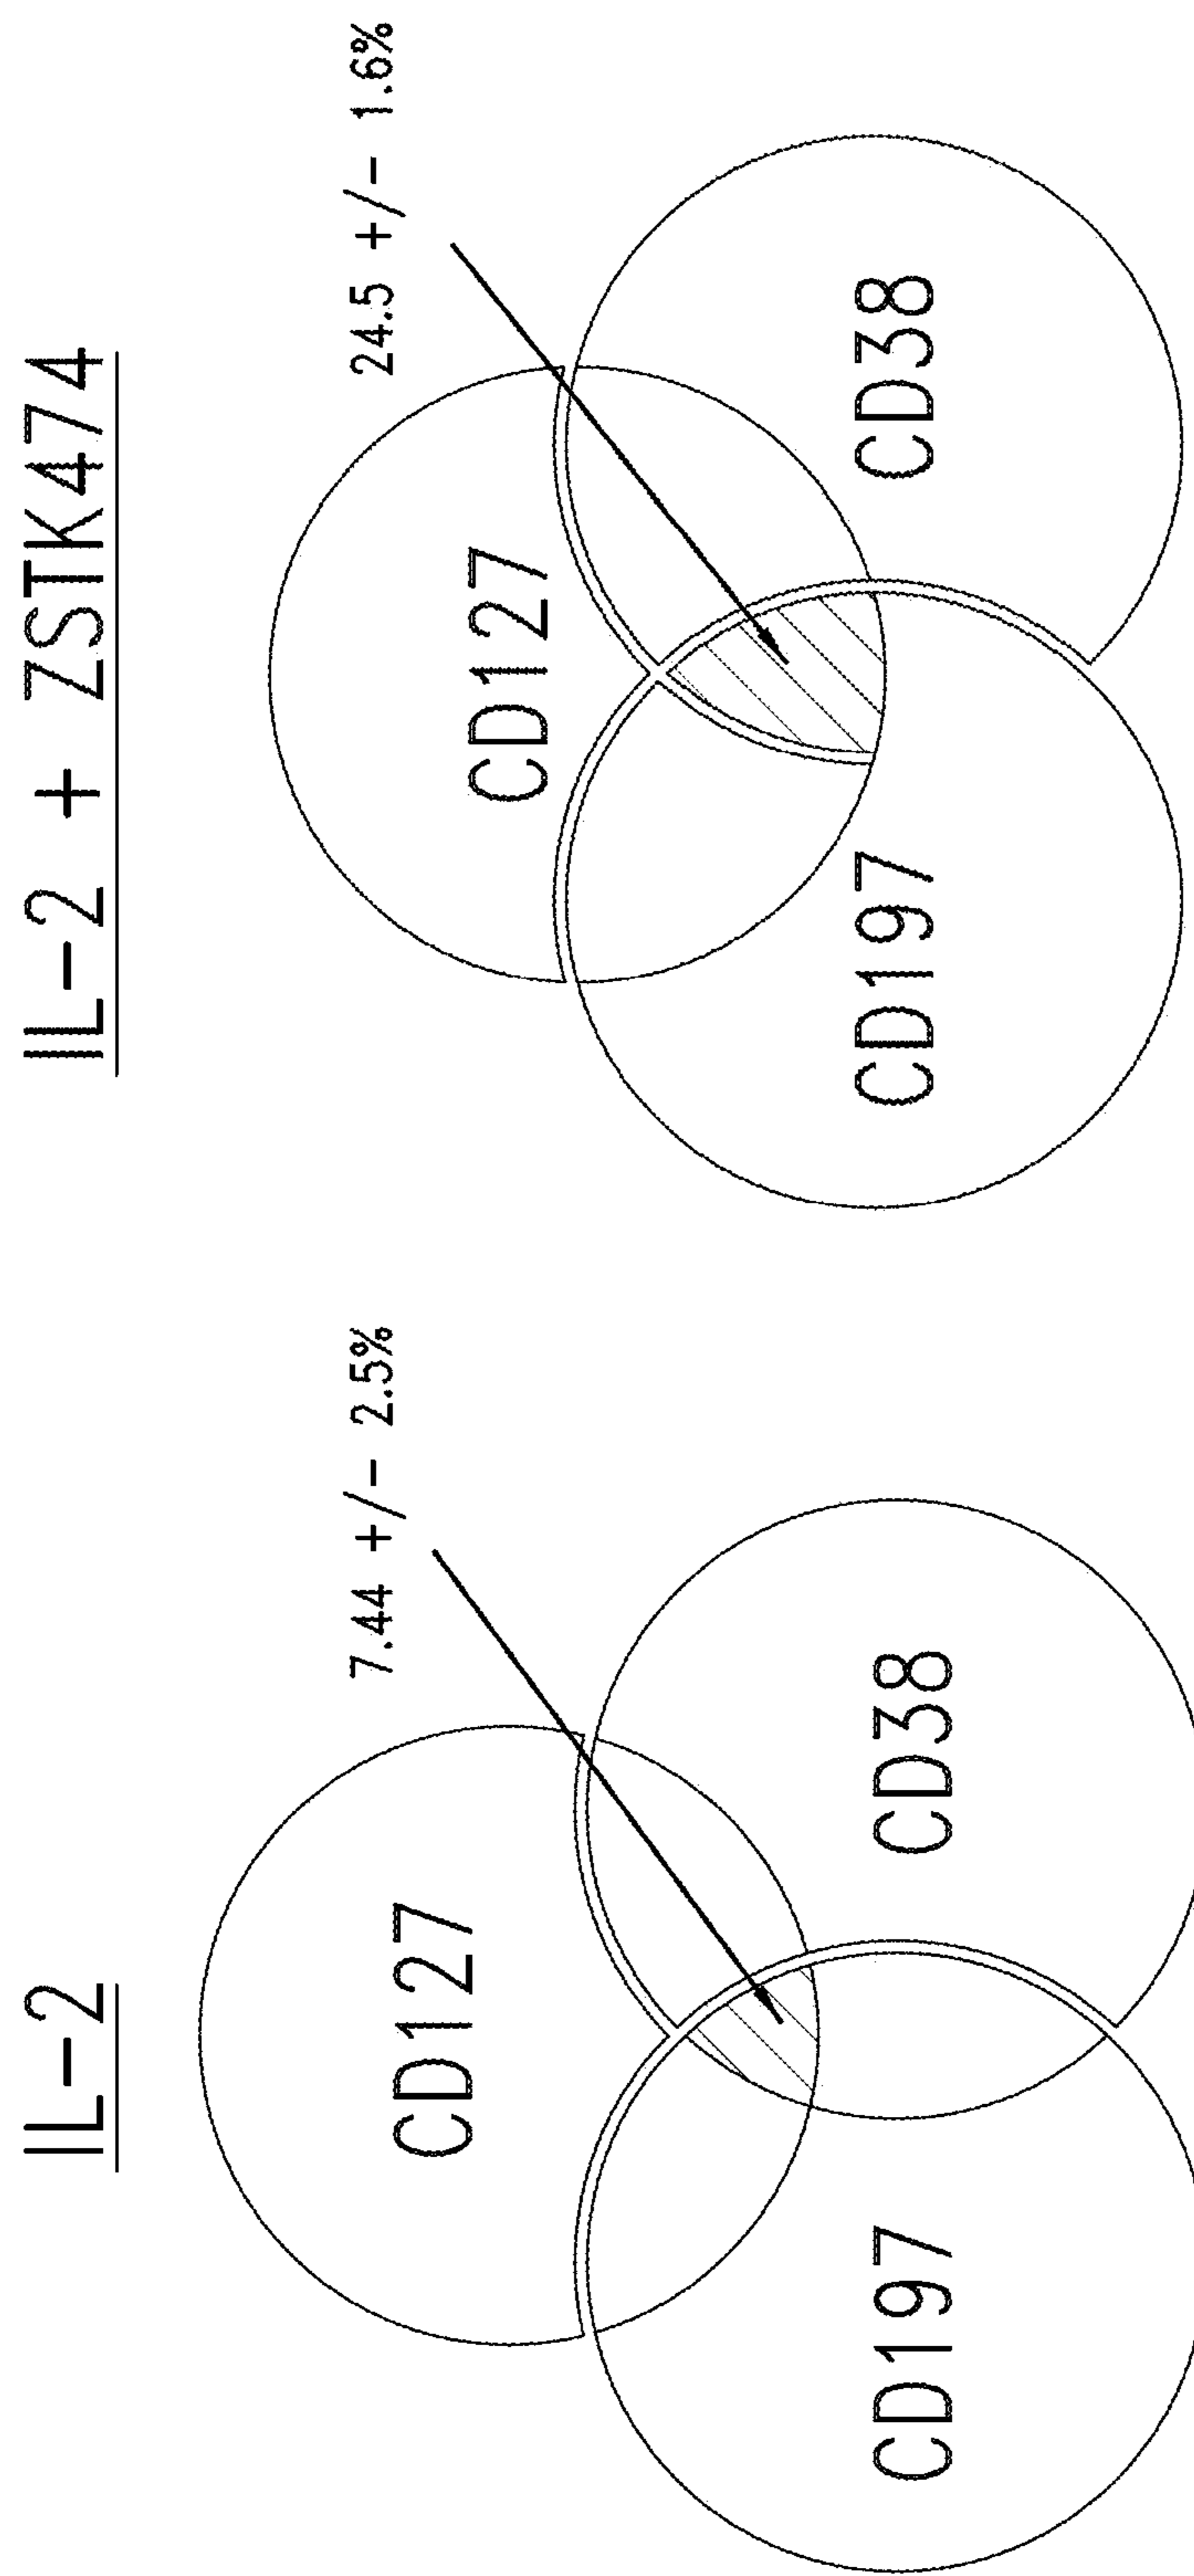 IL-2
7.44 +/- 2.5%
CD127
CD197
CD38
IL-2 + ZSTK474
24.5 +/- 1.6%
CD127
CD197
CD38